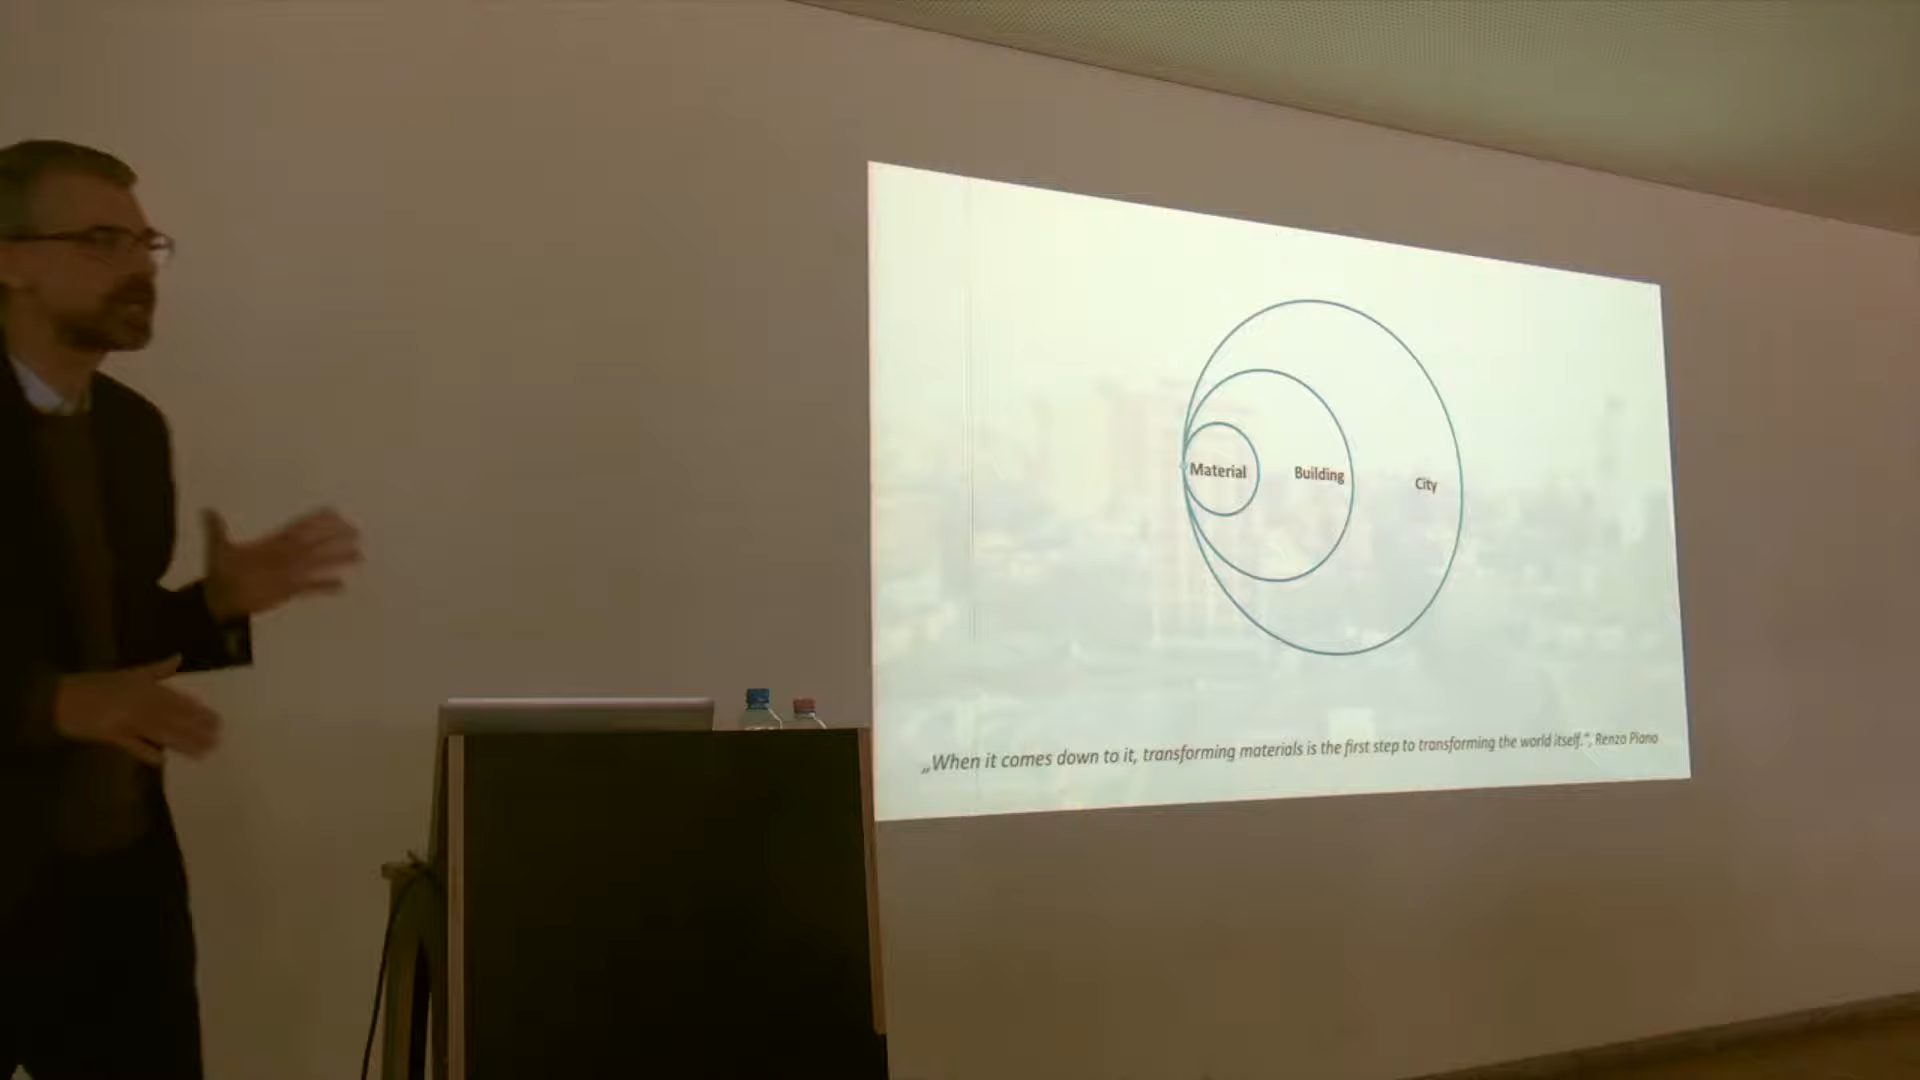 Material
Building
City
„When it comes down to it, transforming materials is the first step to transforming the world itself.“, Renzo Piano